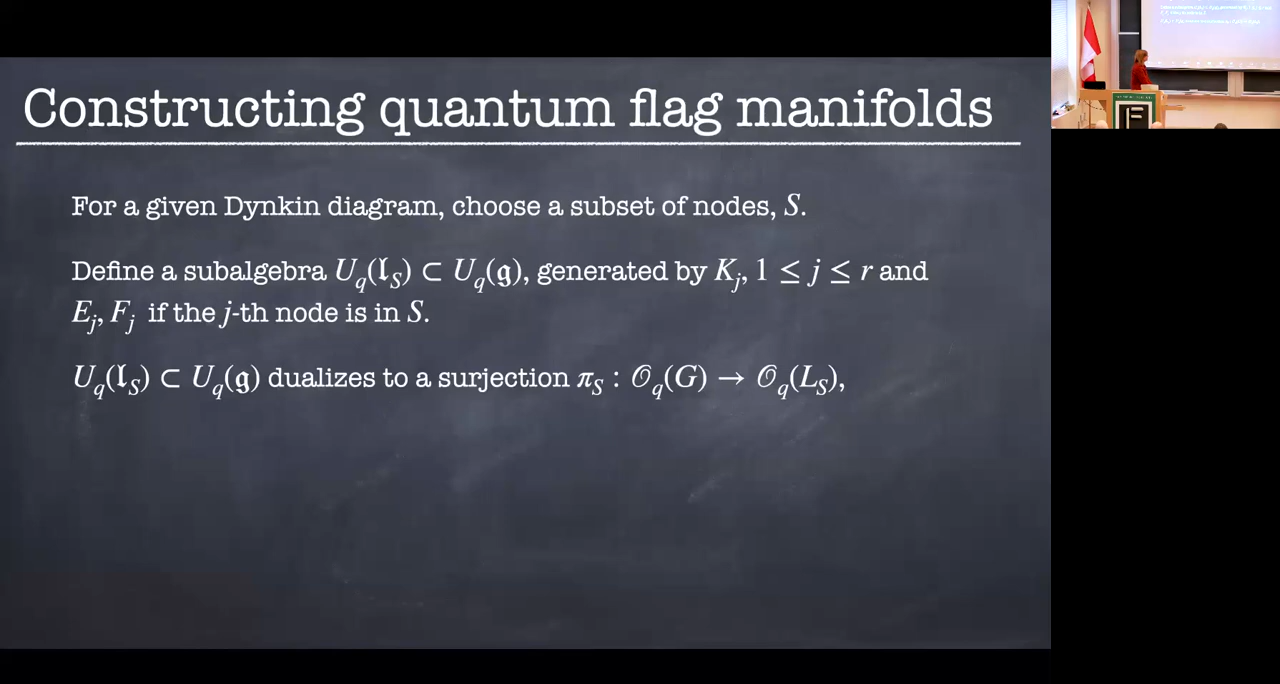 Constructing quantum flag manifolds
For a given Dynkin diagram, choose a subset of nodes, S.
Define a subalgebra U_q(𝔩_S) ⊂ U_q(𝔤), generated by K_j, 1 ≤ j ≤ r and
E_j, F_j if the j-th node is in S.
U_q(𝔩_S) ⊂ U_q(𝔤) dualizes to a surjection π_S : 𝒪_q(G) → 𝒪_q(L_S),